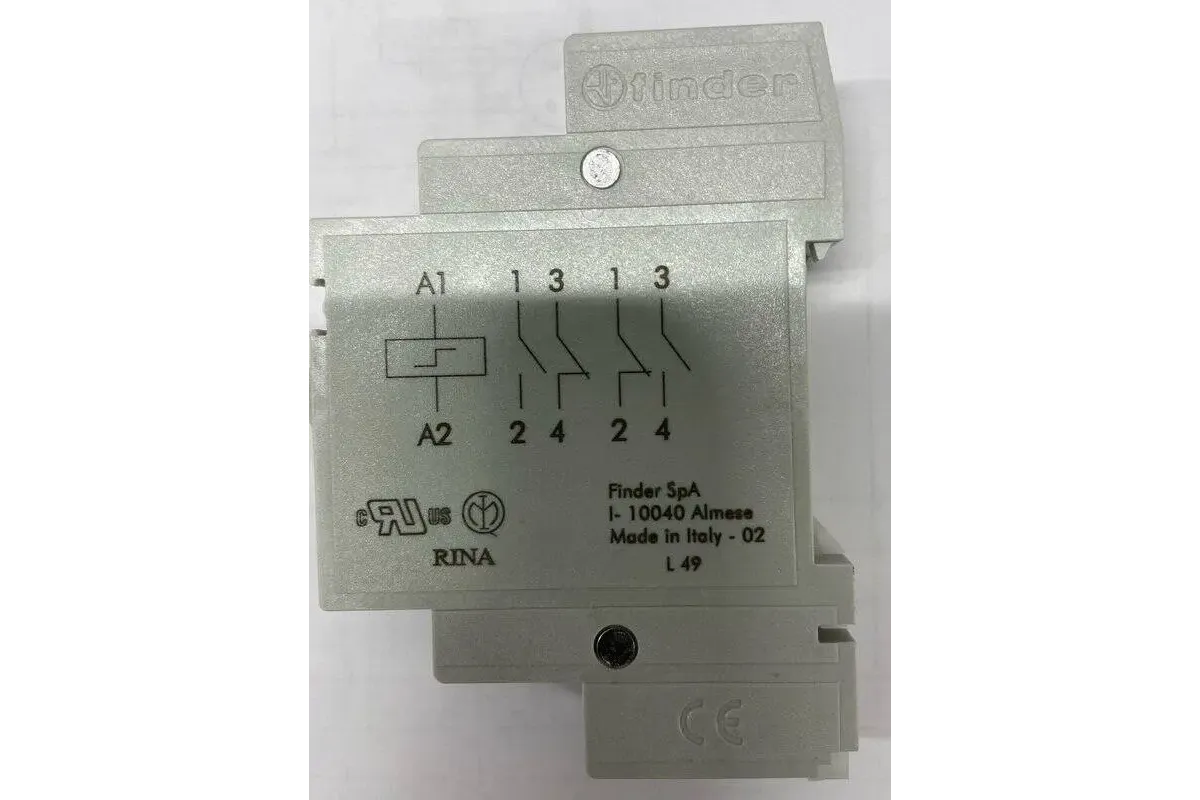 finder
A1 1 3 1 3
A2 2 4 2 4
c RU US
RINA
Finder SpA
I- 10040 Almese
Made in Italy - 02
L 49
CE